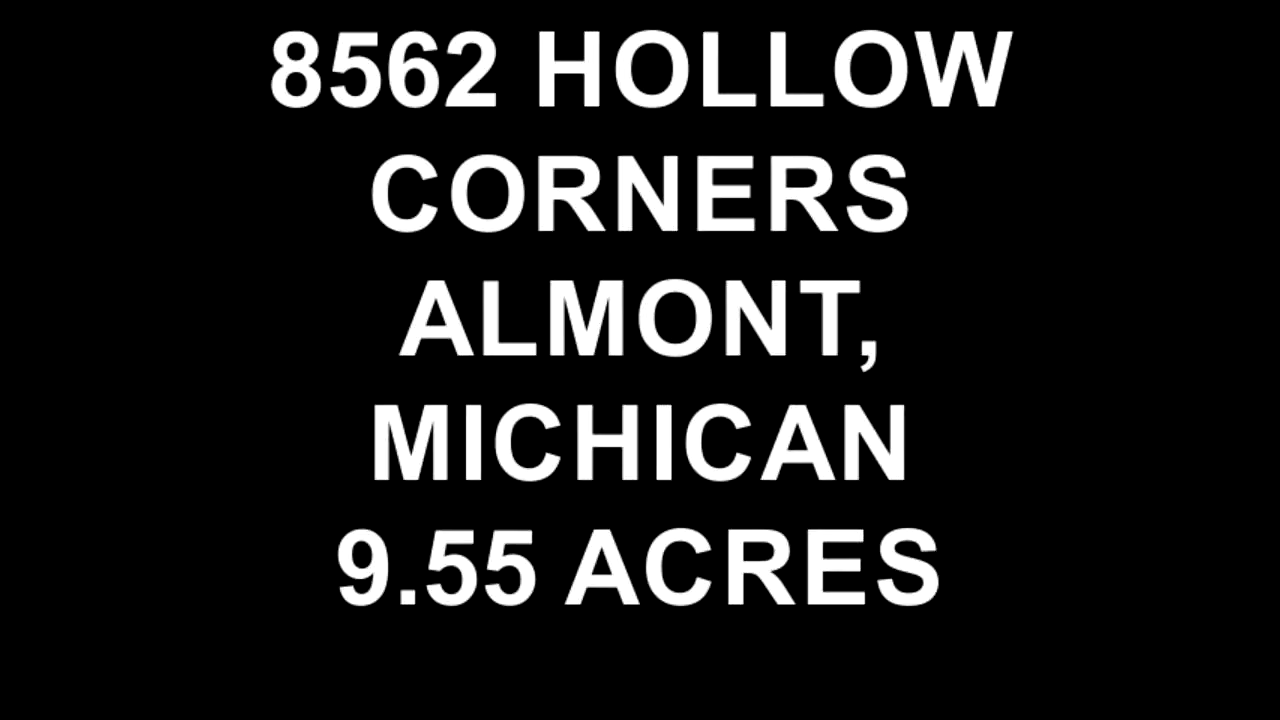 8562 HOLLOW
CORNERS
ALMONT,
MICHICAN
9.55 ACRES